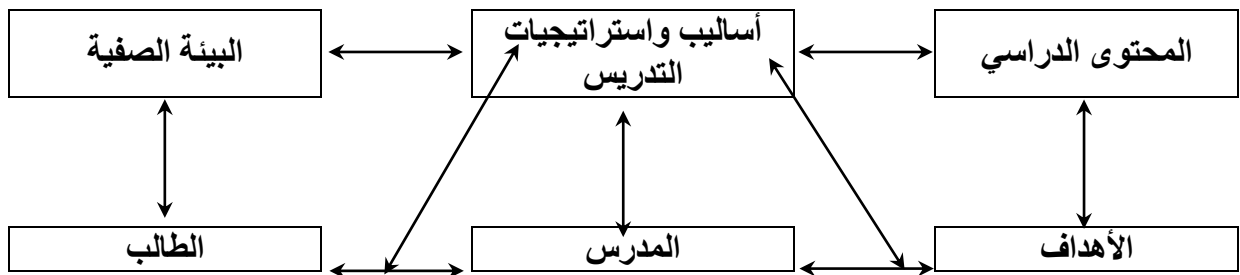 المحتوى الدراسي
أساليب واستراتيجيات
التدريس
البيئة الصفية
الأهداف
المدرس
الطالب